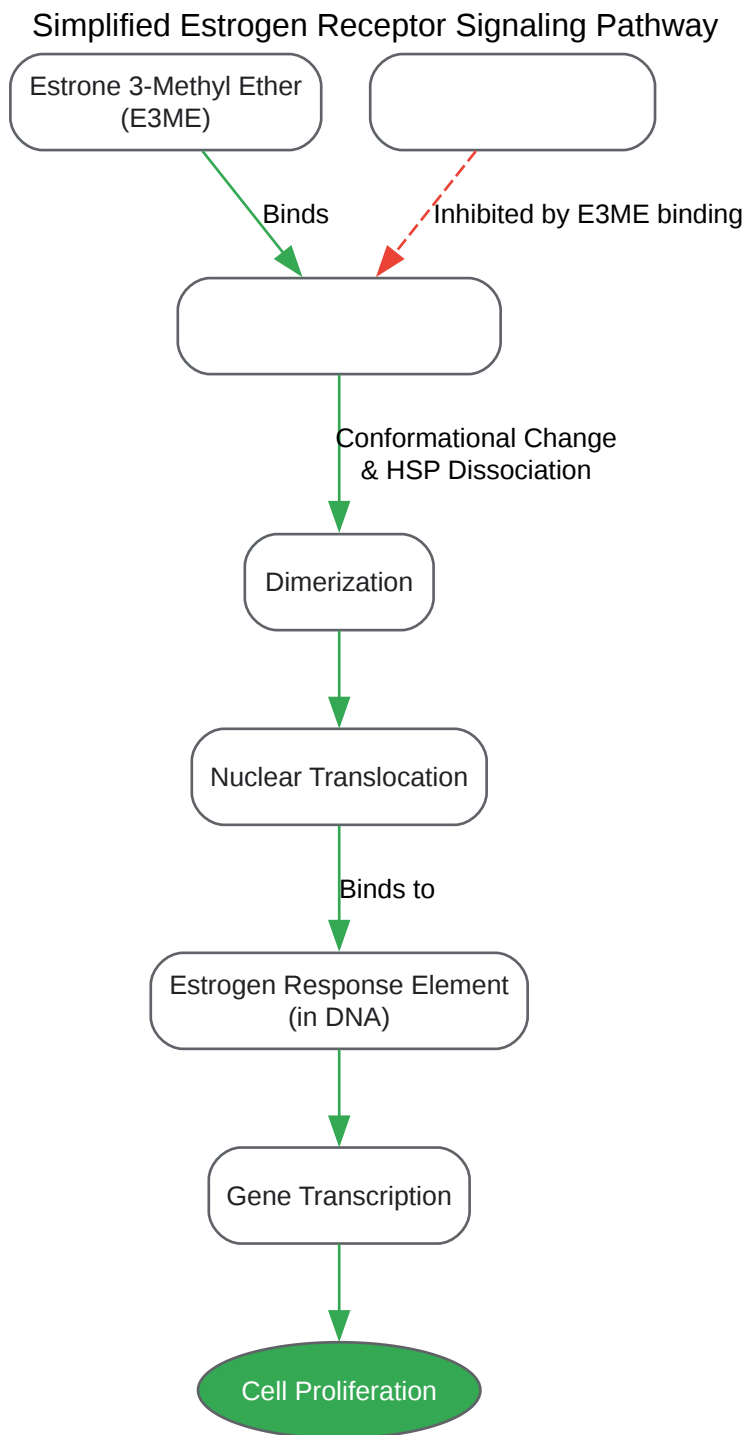 Simplified Estrogen Receptor Signaling Pathway
Estrone 3-Methyl Ether
(E3ME)
Binds
Inhibited by E3ME binding
Conformational Change
& HSP Dissociation
Dimerization
Nuclear Translocation
Binds to
Estrogen Response Element
(in DNA)
Gene Transcription
Cell Proliferation